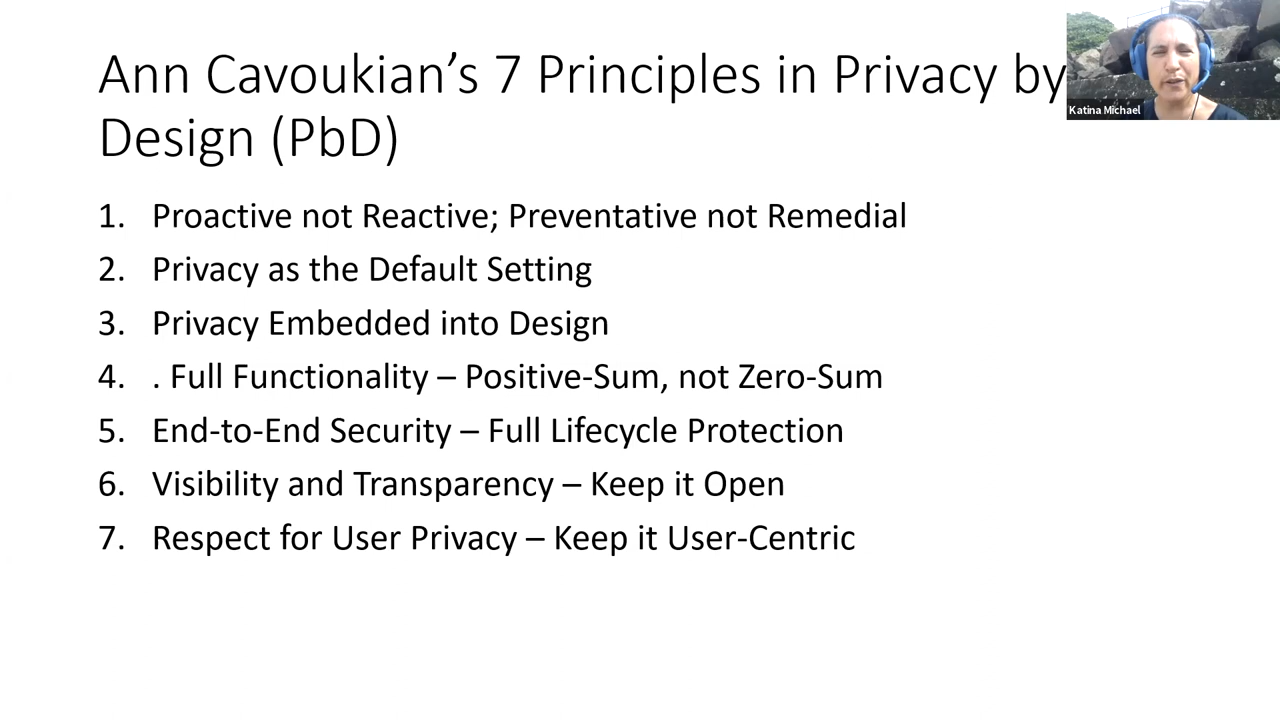 Ann Cavoukian’s 7 Principles in Privacy by
Design (PbD)
Katina Michael
1. Proactive not Reactive; Preventative not Remedial
2. Privacy as the Default Setting
3. Privacy Embedded into Design
4. . Full Functionality – Positive-Sum, not Zero-Sum
5. End-to-End Security – Full Lifecycle Protection
6. Visibility and Transparency – Keep it Open
7. Respect for User Privacy – Keep it User-Centric